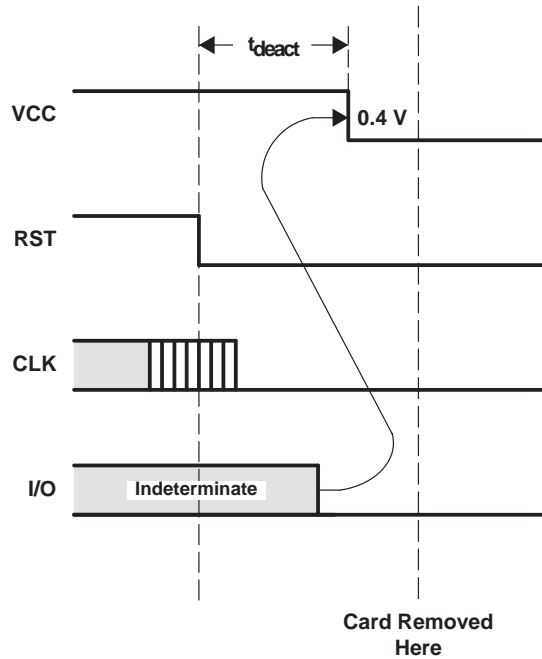 tdeact
VCC
0.4 V
RST
CLK
I/O
Indeterminate
Card Removed
Here